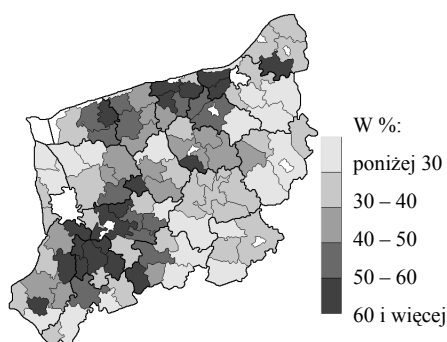 W %:
poniżej 30
30 – 40
40 – 50
50 – 60
60 i więcej